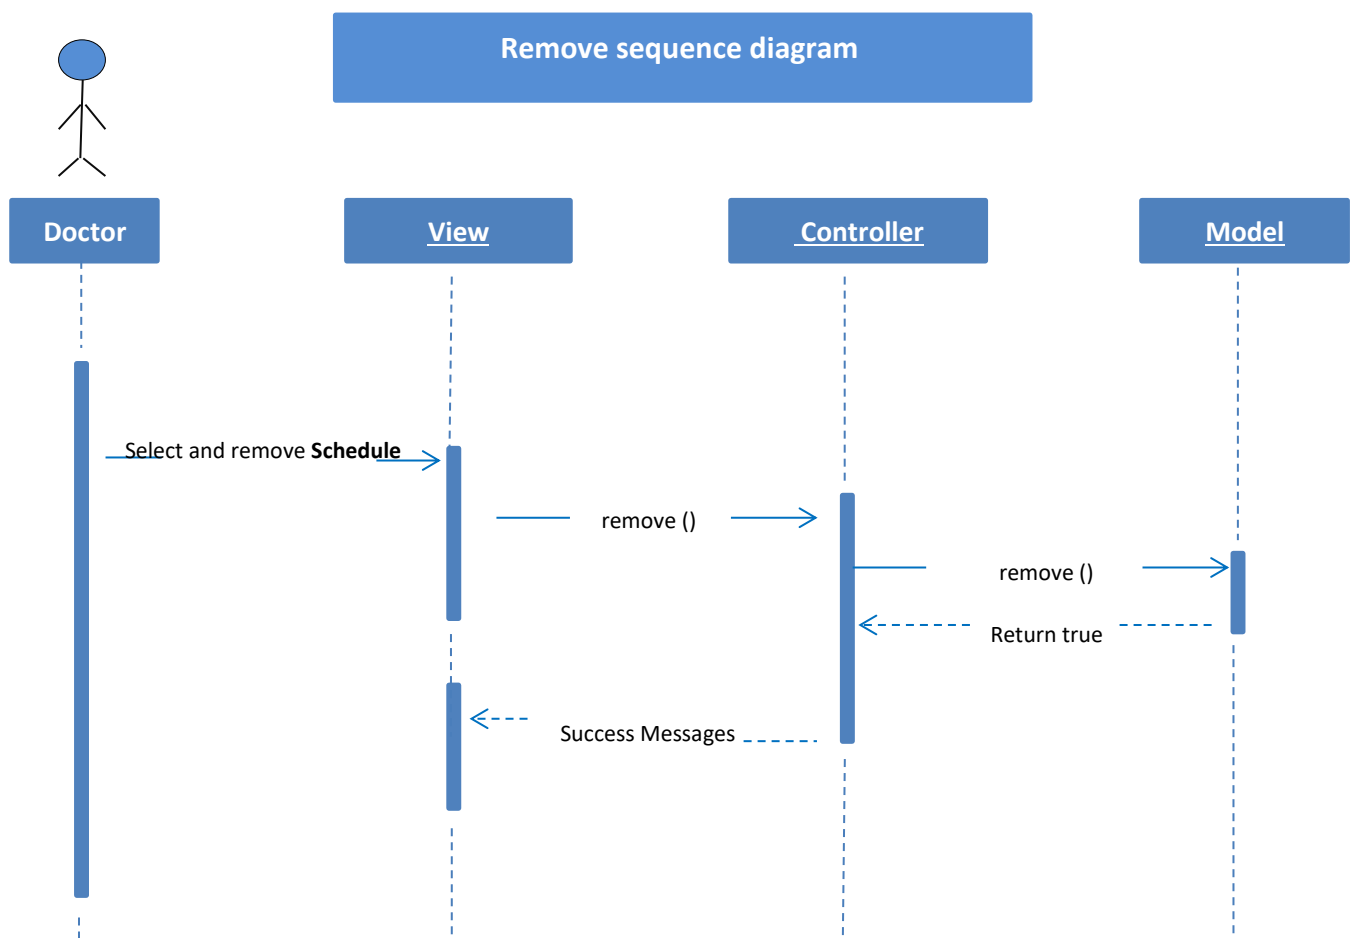 Remove sequence diagram
Doctor
View
Controller
Model
Select and remove Schedule
remove ()
remove ()
Return true
Success Messages